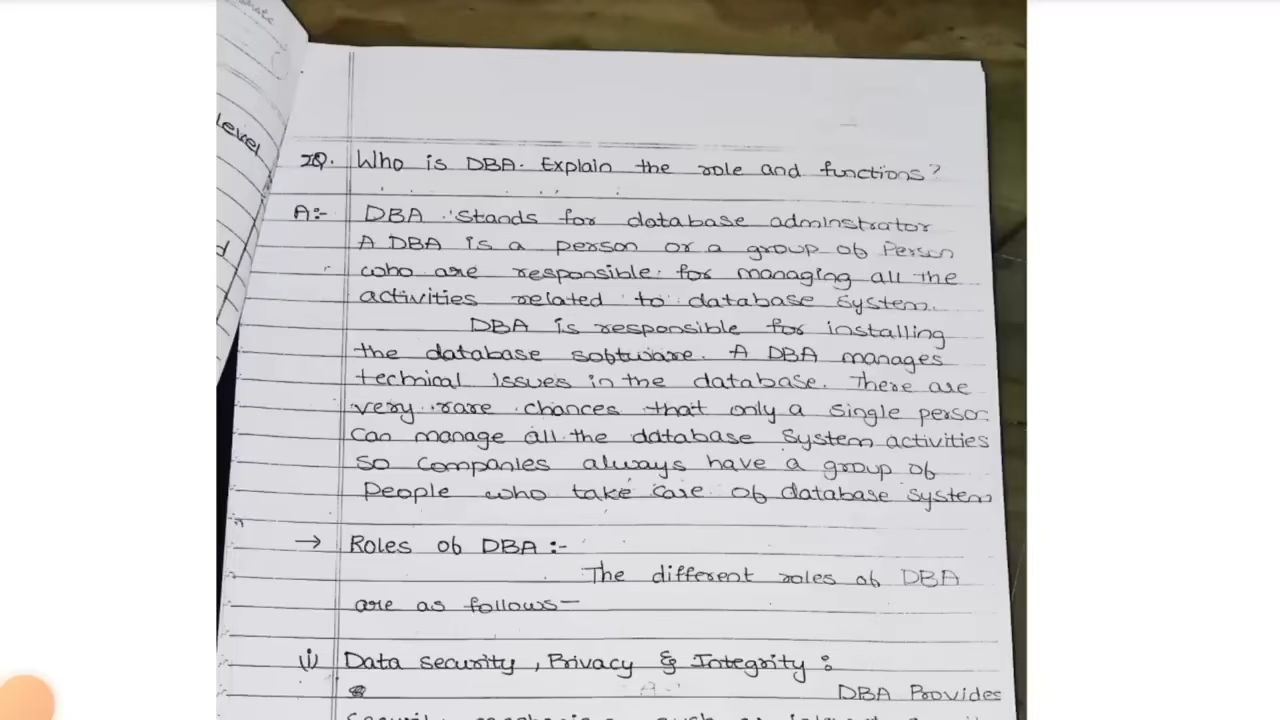 level
2Q. Who is DBA. Explain the role and functions?
A:- DBA stands for database adminstrator
A DBA is a person or a group of Person
who are responsible for managing all the
activities related to database System.
DBA is responsible for installing
the database software. A DBA manages
technical Issues in the database. There are
very rare chances that only a single person
can manage all the database System activities
so companies always have a group of
People who take care of database system
→ Roles of DBA :-
The different roles of DBA
are as follows-
(i) Data security, Privacy & Integrity :
DBA Provides